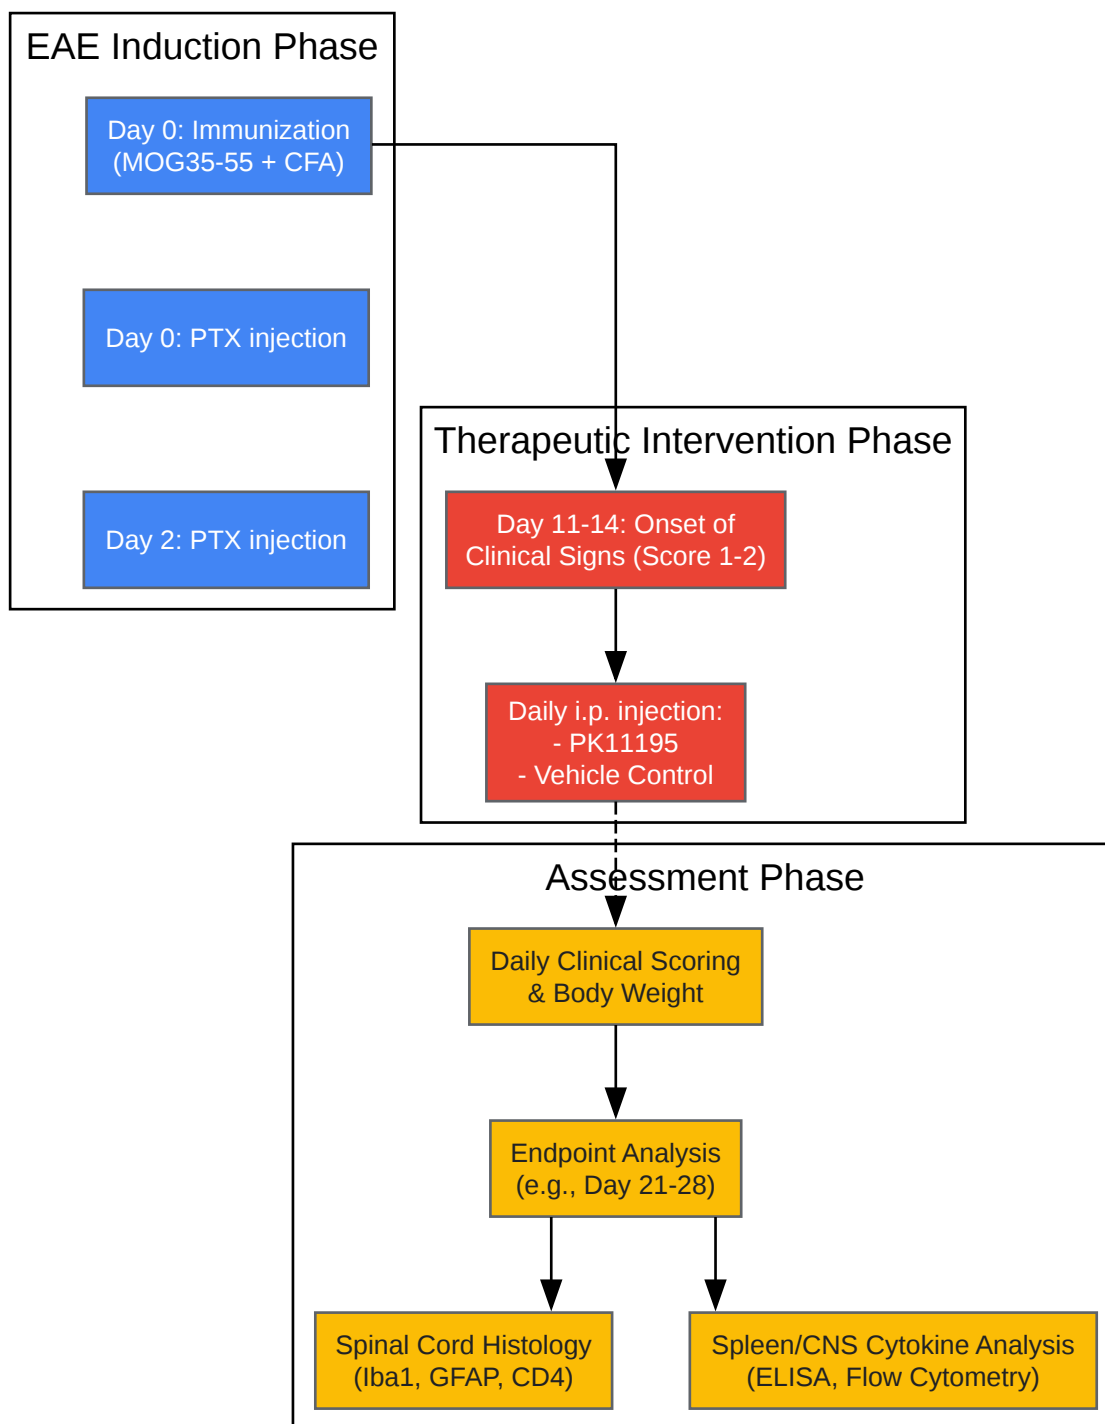 EAE Induction Phase
Day 0: Immunization
(MOG35-55 + CFA)
Day 0: PTX injection
Day 2: PTX injection
Therapeutic Intervention Phase
Day 11-14: Onset of
Clinical Signs (Score 1-2)
Daily i.p. injection:
- PK11195
- Vehicle Control
Assessment Phase
Daily Clinical Scoring
& Body Weight
Endpoint Analysis
(e.g., Day 21-28)
Spinal Cord Histology
(Iba1, GFAP, CD4)
Spleen/CNS Cytokine Analysis
(ELISA, Flow Cytometry)